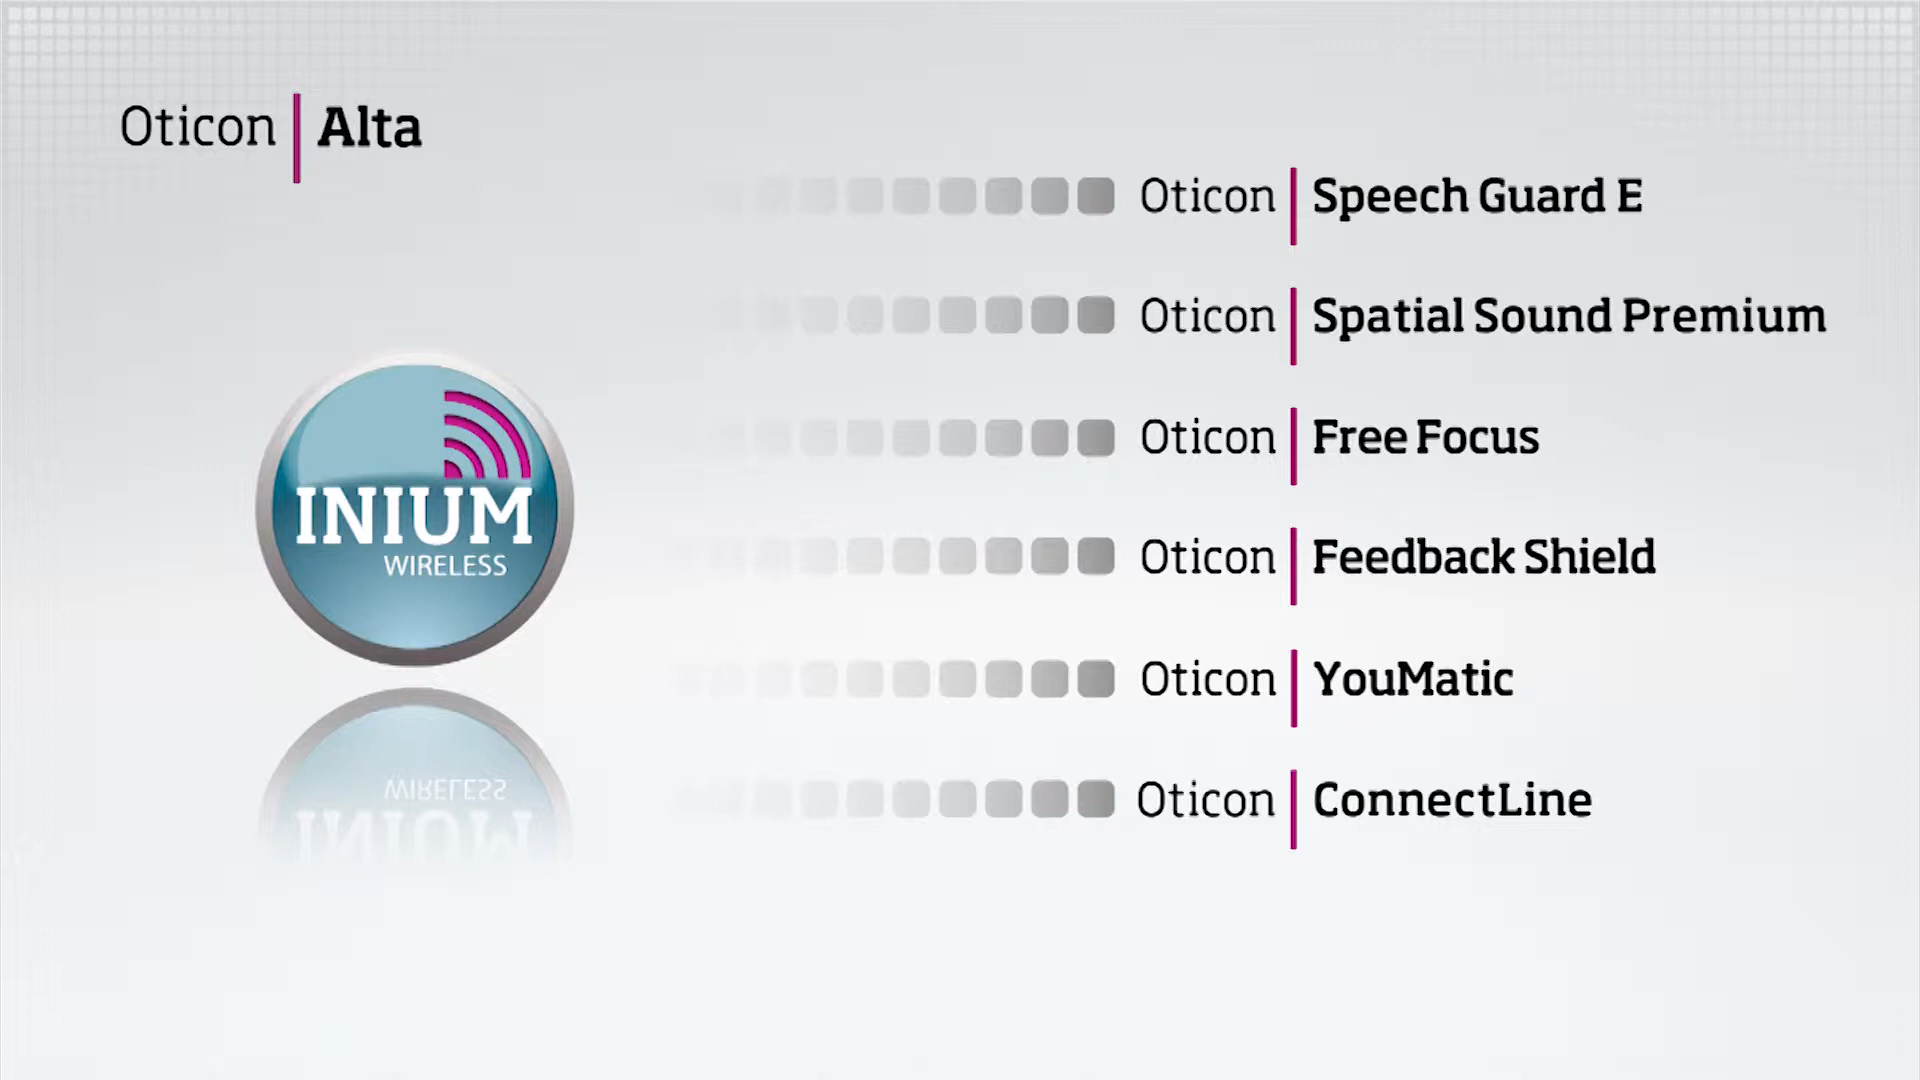 Oticon | Alta
Oticon | Speech Guard E
Oticon | Spatial Sound Premium
Oticon | Free Focus
Oticon | Feedback Shield
Oticon | YouMatic
Oticon | ConnectLine
INIUM
WIRELESS